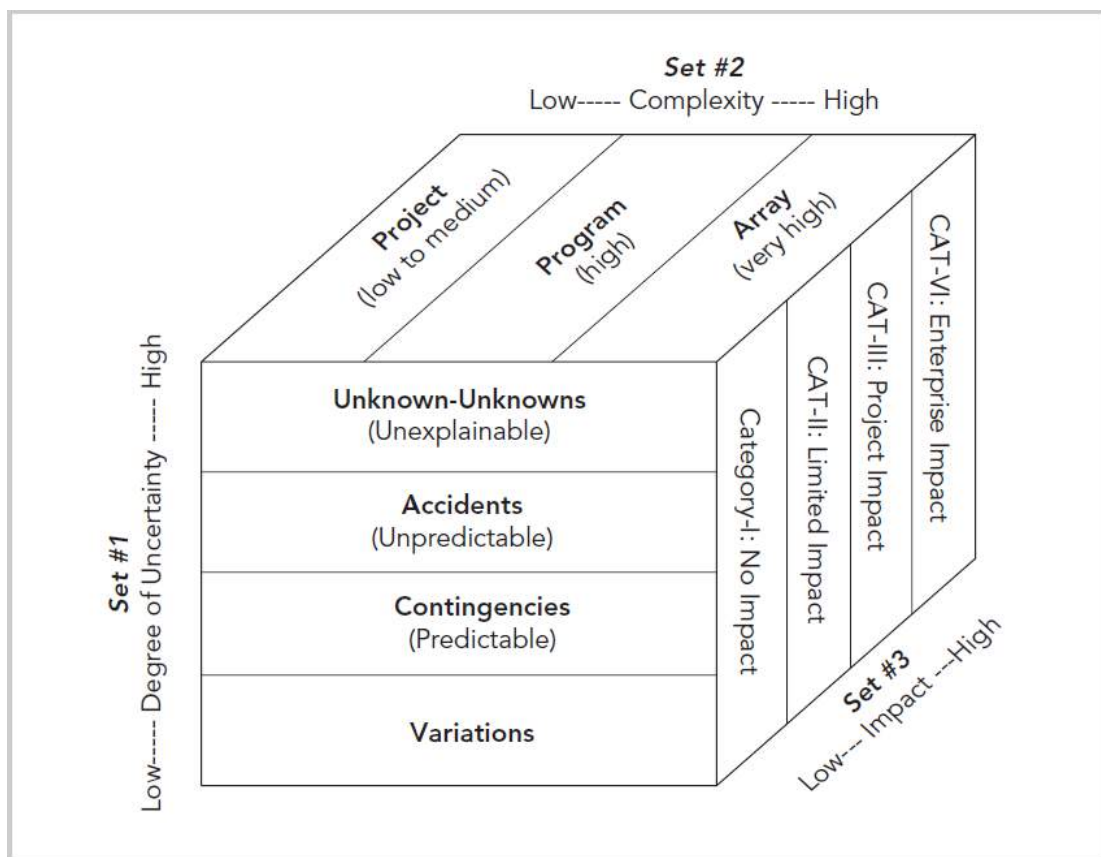 Set #2
Low----- Complexity ----- High
Project
(low to medium)
Program
(high)
Array
(very high)
Set #1
Low----- Degree of Uncertainty ----- High
Unknown-Unknowns
(Unexplainable)
Accidents
(Unpredictable)
Contingencies
(Predictable)
Variations
Category-I: No Impact
CAT-II: Limited Impact
CAT-III: Project Impact
CAT-VI: Enterprise Impact
Set #3
Low--- Impact ---High